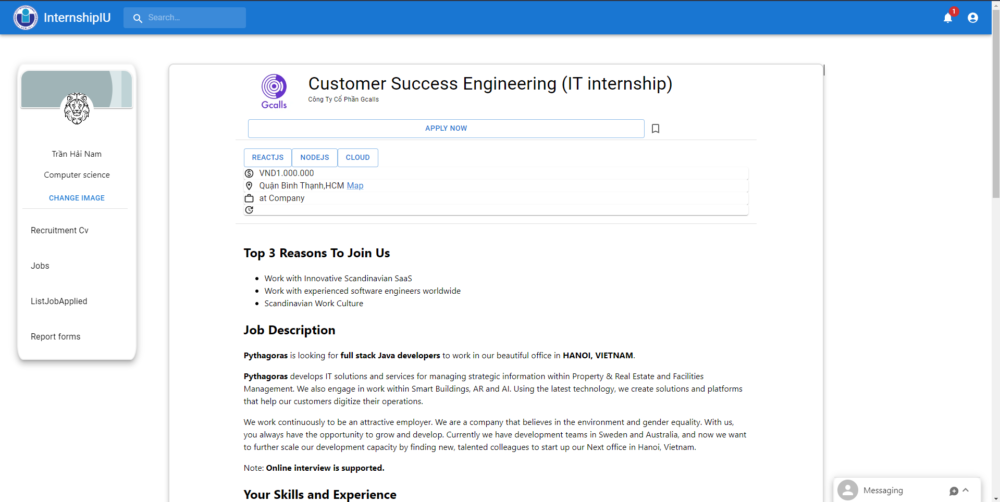 InternshipIU
Search...
1
Trần Hải Nam
Computer science
CHANGE IMAGE
Recruitment Cv
Jobs
ListJobApplied
Report forms
Gcalls
Customer Success Engineering (IT internship)
Công Ty Cổ Phần Gcalls
APPLY NOW
REACTJS NODEJS CLOUD
VND1.000.000
Quận Bình Thạnh,HCM Map
at Company
Top 3 Reasons To Join Us
Work with Innovative Scandinavian SaaS
Work with experienced software engineers worldwide
Scandinavian Work Culture
Job Description
Pythagoras is looking for full stack Java developers to work in our beautiful office in HANOI, VIETNAM.
Pythagoras develops IT solutions and services for managing strategic information within Property & Real Estate and Facilities
Management. We also engage in work within Smart Buildings, AR and AI. Using the latest technology, we create solutions and platforms
that help our customers digitize their operations.
We work continuously to be an attractive employer. We are a company that believes in the environment and gender equality. With us,
you always have the opportunity to grow and develop. Currently we have development teams in Sweden and Australia, and now we want
to further scale our development capacity by finding new, talented colleagues to start up our Next office in Hanoi, Vietnam.
Note: Online interview is supported.
Your Skills and Experience
Messaging